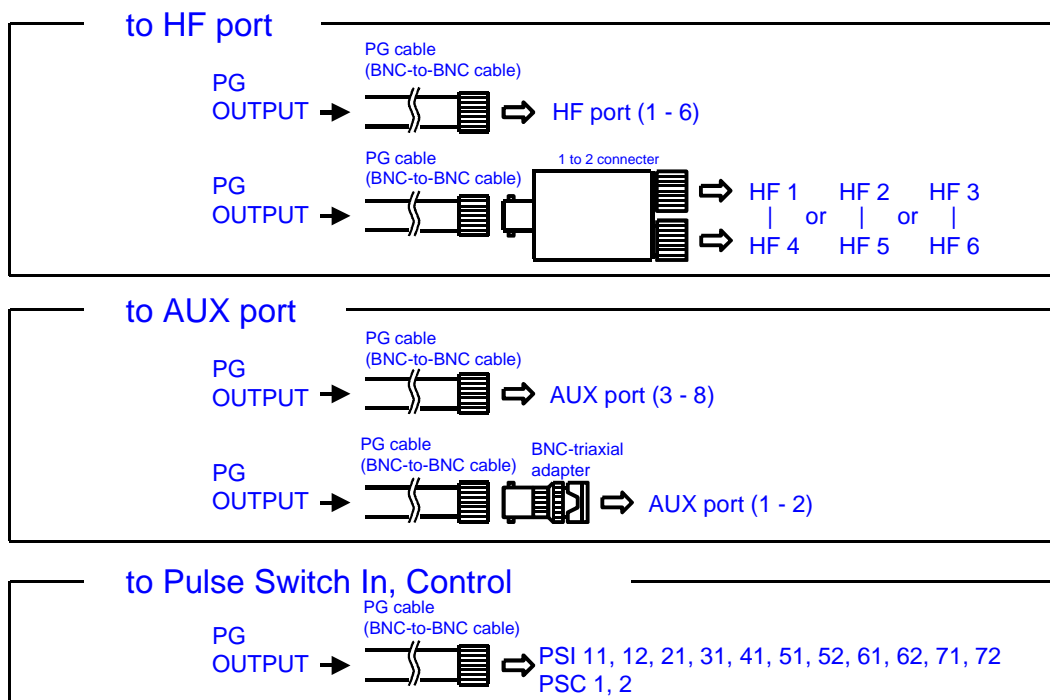 to HF port
PG cable
(BNC-to-BNC cable)
PG
OUTPUT
HF port (1 - 6)
PG cable
(BNC-to-BNC cable)
1 to 2 connecter
PG
OUTPUT
HF 1 HF 2 HF 3
| or | or |
HF 4 HF 5 HF 6
to AUX port
PG cable
(BNC-to-BNC cable)
PG
OUTPUT
AUX port (3 - 8)
PG cable
(BNC-to-BNC cable)
BNC-triaxial
adapter
PG
OUTPUT
AUX port (1 - 2)
to Pulse Switch In, Control
PG cable
(BNC-to-BNC cable)
PG
OUTPUT
PSI 11, 12, 21, 31, 41, 51, 52, 61, 62, 71, 72
PSC 1, 2